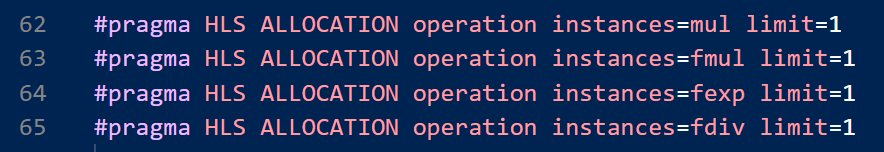 62 #pragma HLS ALLOCATION operation instances=mul limit=1
63 #pragma HLS ALLOCATION operation instances=fmul limit=1
64 #pragma HLS ALLOCATION operation instances=fexp limit=1
65 #pragma HLS ALLOCATION operation instances=fdiv limit=1